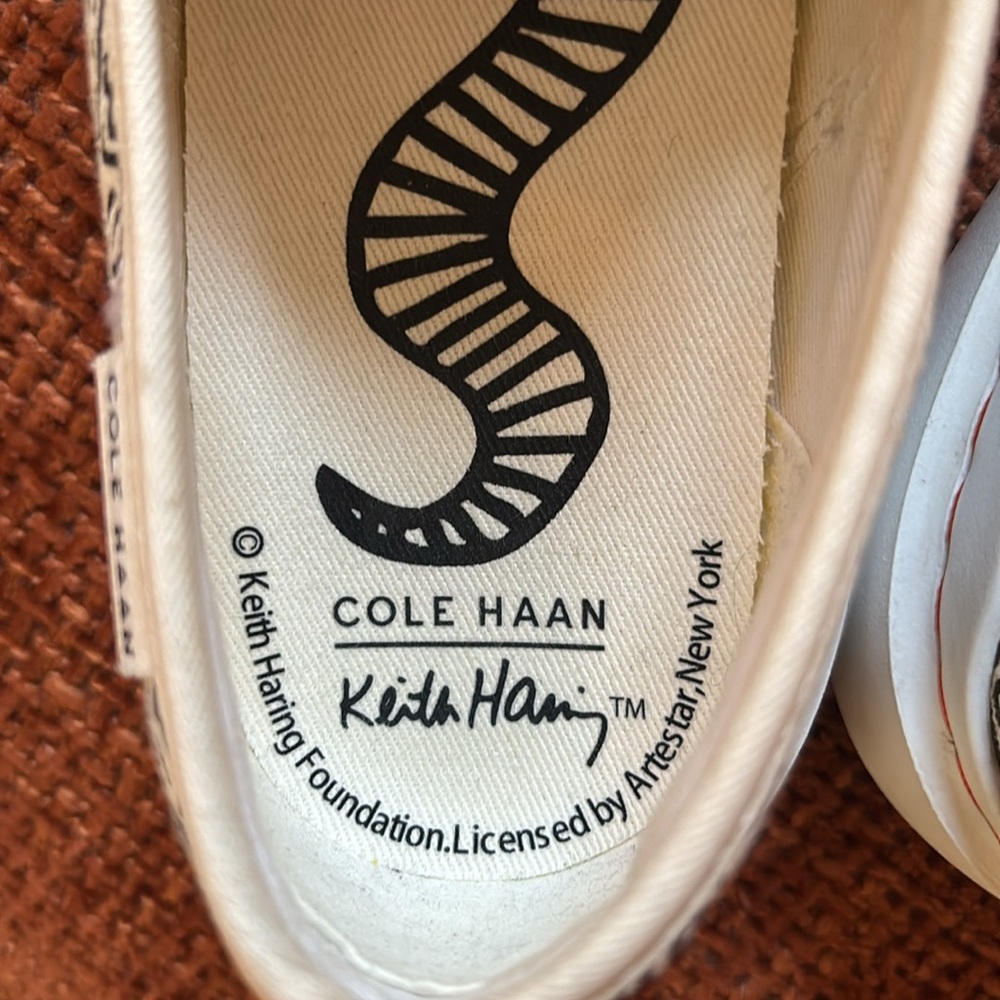 COLE HAAN
Keith Haring™
© Keith Haring Foundation.Licensed by Artestar,New York
COLE HAAN